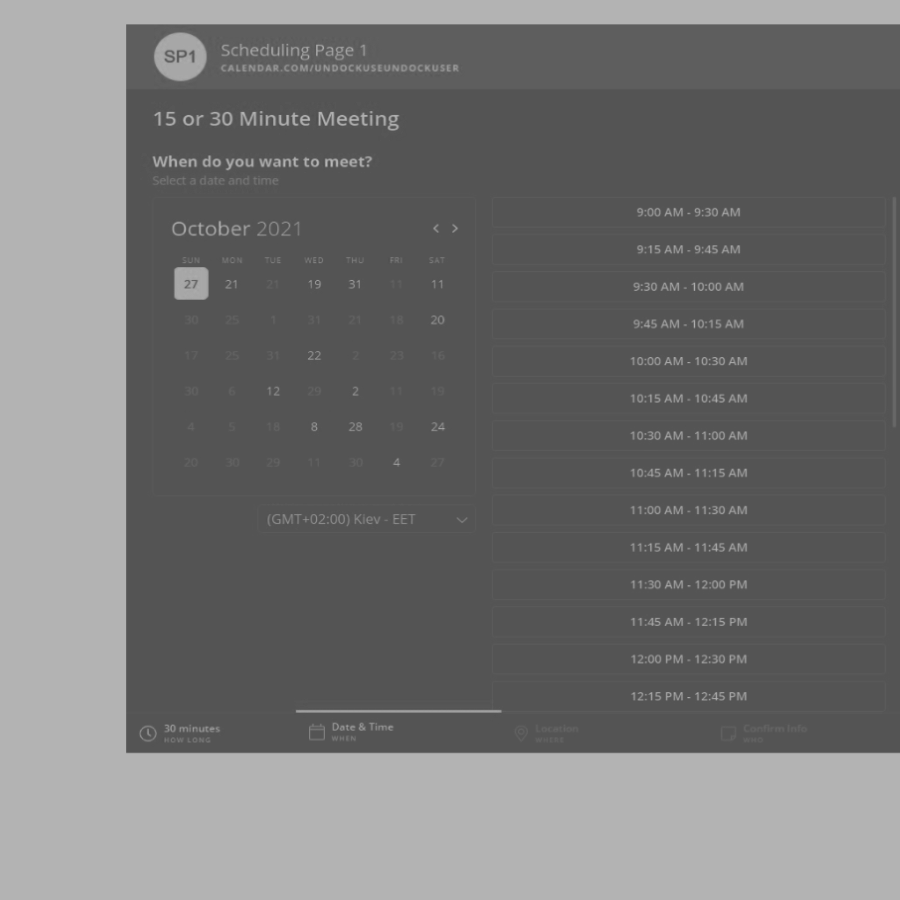 SP1
Scheduling Page 1
CALENDAR.COM/UNDOCKUSEUNDOCKUSER
15 or 30 Minute Meeting
When do you want to meet?
Select a date and time
October 2021
< >
SUN MON TUE WED THU FRI SAT
27 21 21 19 31 11 11
30 25 1 31 21 18 20
17 25 31 22 2 23 16
30 6 12 29 2 11 19
4 5 18 8 28 19 24
20 30 29 11 30 4 27
(GMT+02:00) Kiev - EET
9:00 AM - 9:30 AM
9:15 AM - 9:45 AM
9:30 AM - 10:00 AM
9:45 AM - 10:15 AM
10:00 AM - 10:30 AM
10:15 AM - 10:45 AM
10:30 AM - 11:00 AM
10:45 AM - 11:15 AM
11:00 AM - 11:30 AM
11:15 AM - 11:45 AM
11:30 AM - 12:00 PM
11:45 AM - 12:15 PM
12:00 PM - 12:30 PM
12:15 PM - 12:45 PM
30 minutes
HOW LONG
Date & Time
WHEN
Location
WHERE
Confirm Info
WHO